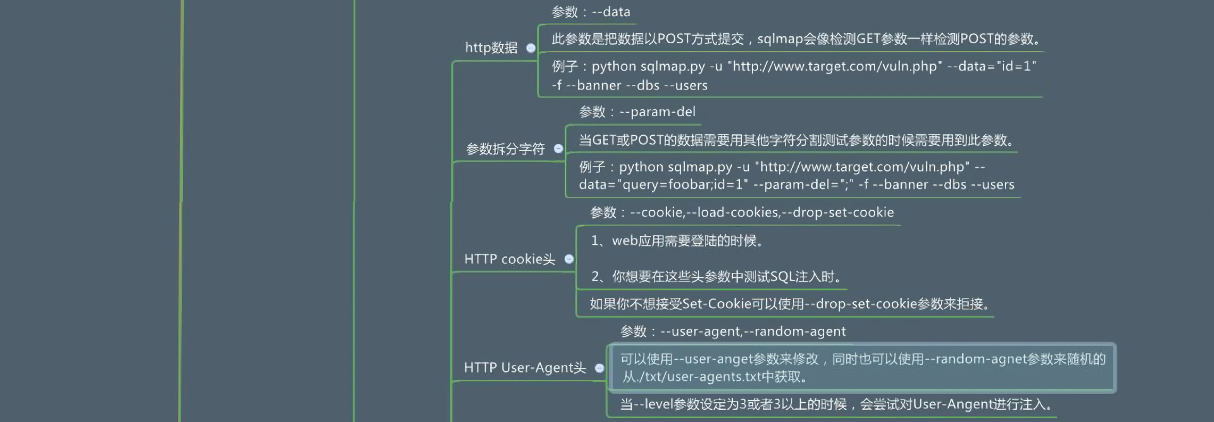 参数：--data
http数据
此参数是把数据以POST方式提交，sqlmap会像检测GET参数一样检测POST的参数。
例子：python sqlmap.py -u "http://www.target.com/vuln.php" --data="id=1"
-f --banner --dbs --users
参数：--param-del
参数拆分字符
当GET或POST的数据需要用其他字符分割测试参数的时候需要用到此参数。
例子：python sqlmap.py -u "http://www.target.com/vuln.php" --
data="query=foobar;id=1" --param-del=";" -f --banner --dbs --users
参数：--cookie,--load-cookies,--drop-set-cookie
HTTP cookie头
1、web应用需要登陆的时候。
2、你想要在这些头参数中测试SQL注入时。
如果你不想接受Set-Cookie可以使用--drop-set-cookie参数来拒接。
参数：--user-agent,--random-agent
HTTP User-Agent头
可以使用--user-anget参数来修改，同时也可以使用--random-agnet参数来随机的
从./txt/user-agents.txt中获取。
当--level参数设定为3或者3以上的时候，会尝试对User-Angent进行注入。